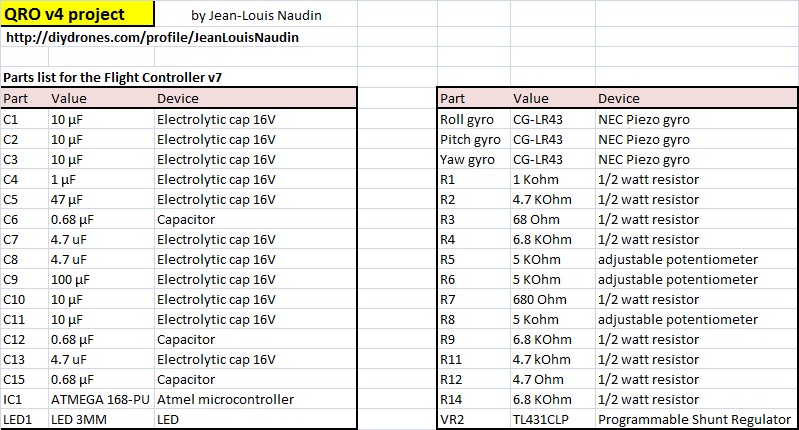 QRO v4 project by Jean-Louis Naudin
http://diydrones.com/profile/JeanLouisNaudin
Parts list for the Flight Controller v7
Part Value Device
C1 10 µF Electrolytic cap 16V
C2 10 µF Electrolytic cap 16V
C3 10 µF Electrolytic cap 16V
C4 1 µF Electrolytic cap 16V
C5 47 µF Electrolytic cap 16V
C6 0.68 µF Capacitor
C7 4.7 uF Electrolytic cap 16V
C8 4.7 uF Electrolytic cap 16V
C9 100 µF Electrolytic cap 16V
C10 10 µF Electrolytic cap 16V
C11 10 µF Electrolytic cap 16V
C12 0.68 µF Capacitor
C13 4.7 uF Electrolytic cap 16V
C15 0.68 µF Capacitor
IC1 ATMEGA 168-PU Atmel microcontroller
LED1 LED 3MM LED
Part Value Device
Roll gyro CG-LR43 NEC Piezo gyro
Pitch gyro CG-LR43 NEC Piezo gyro
Yaw gyro CG-LR43 NEC Piezo gyro
R1 1 Kohm 1/2 watt resistor
R2 4.7 KOhm 1/2 watt resistor
R3 68 Ohm 1/2 watt resistor
R4 6.8 KOhm 1/2 watt resistor
R5 5 KOhm adjustable potentiometer
R6 5 KOhm adjustable potentiometer
R7 680 Ohm 1/2 watt resistor
R8 5 Kohm adjustable potentiometer
R9 6.8 KOhm 1/2 watt resistor
R11 4.7 kOhm 1/2 watt resistor
R12 4.7 Ohm 1/2 watt resistor
R14 6.8 KOhm 1/2 watt resistor
VR2 TL431CLP Programmable Shunt Regulator